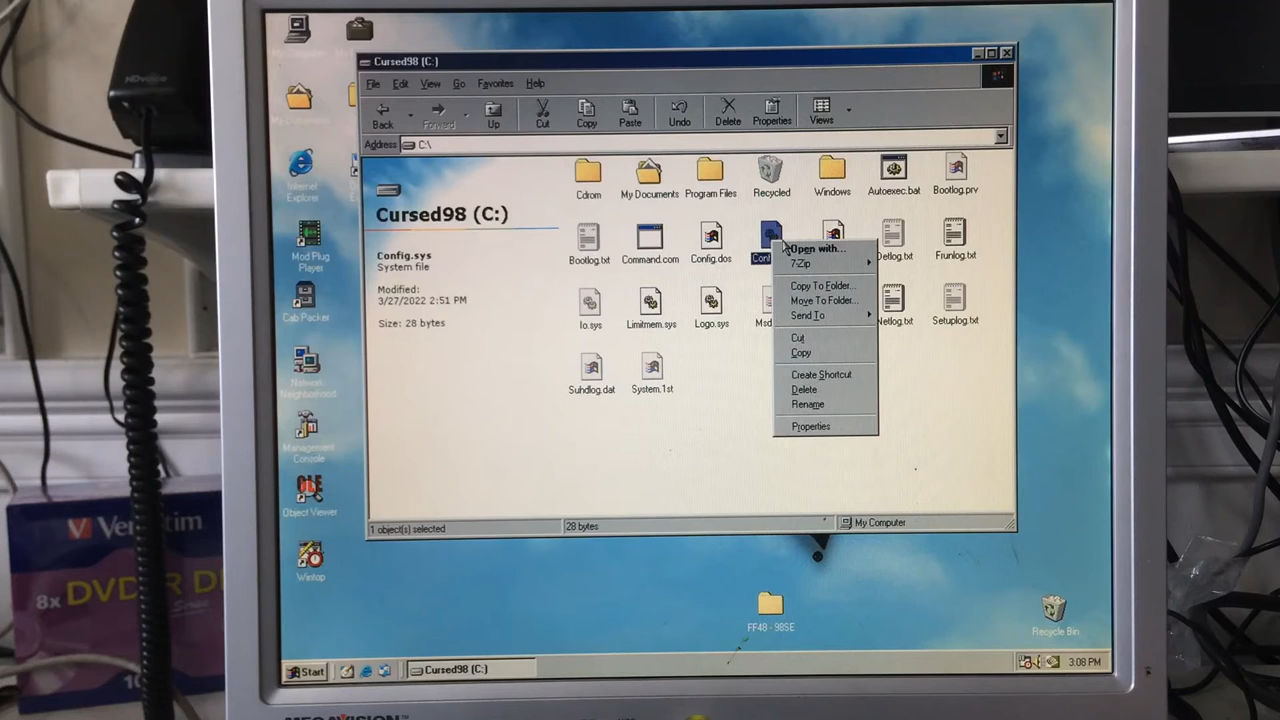 HDvoice
Cursed98 (C:)
File Edit View Go Favorites Help
Back Forward Up Cut Copy Paste Undo Delete Properties Views
Address C:\
Cursed98 (C:)
Config.sys
System file
Modified:
3/27/2022 2:51 PM
Size: 28 bytes
Cdrom My Documents Program Files Recycled Windows Autoexec.bat Bootlog.prv
Bootlog.txt Command.com Config.dos Detlog.txt Frunlog.txt
Io.sys Limitmem.sys Logo.sys Netlog.txt Setuplog.txt
Suhdlog.dat System.1st
Open with...
7-Zip
Copy To Folder...
Move To Folder...
Send To
Cut
Copy
Create Shortcut
Delete
Rename
Properties
1 object(s) selected 28 bytes My Computer
My Documents
Internet
Explorer
Mod Plug
Player
Cab Packer
Network
Neighborhood
Management
Console
OLE
Object Viewer
Wintop
FF48 - 98SE
Recycle Bin
Start Cursed98 (C:) 3:08 PM
Verbatim
8x DVD
MEGAVISION